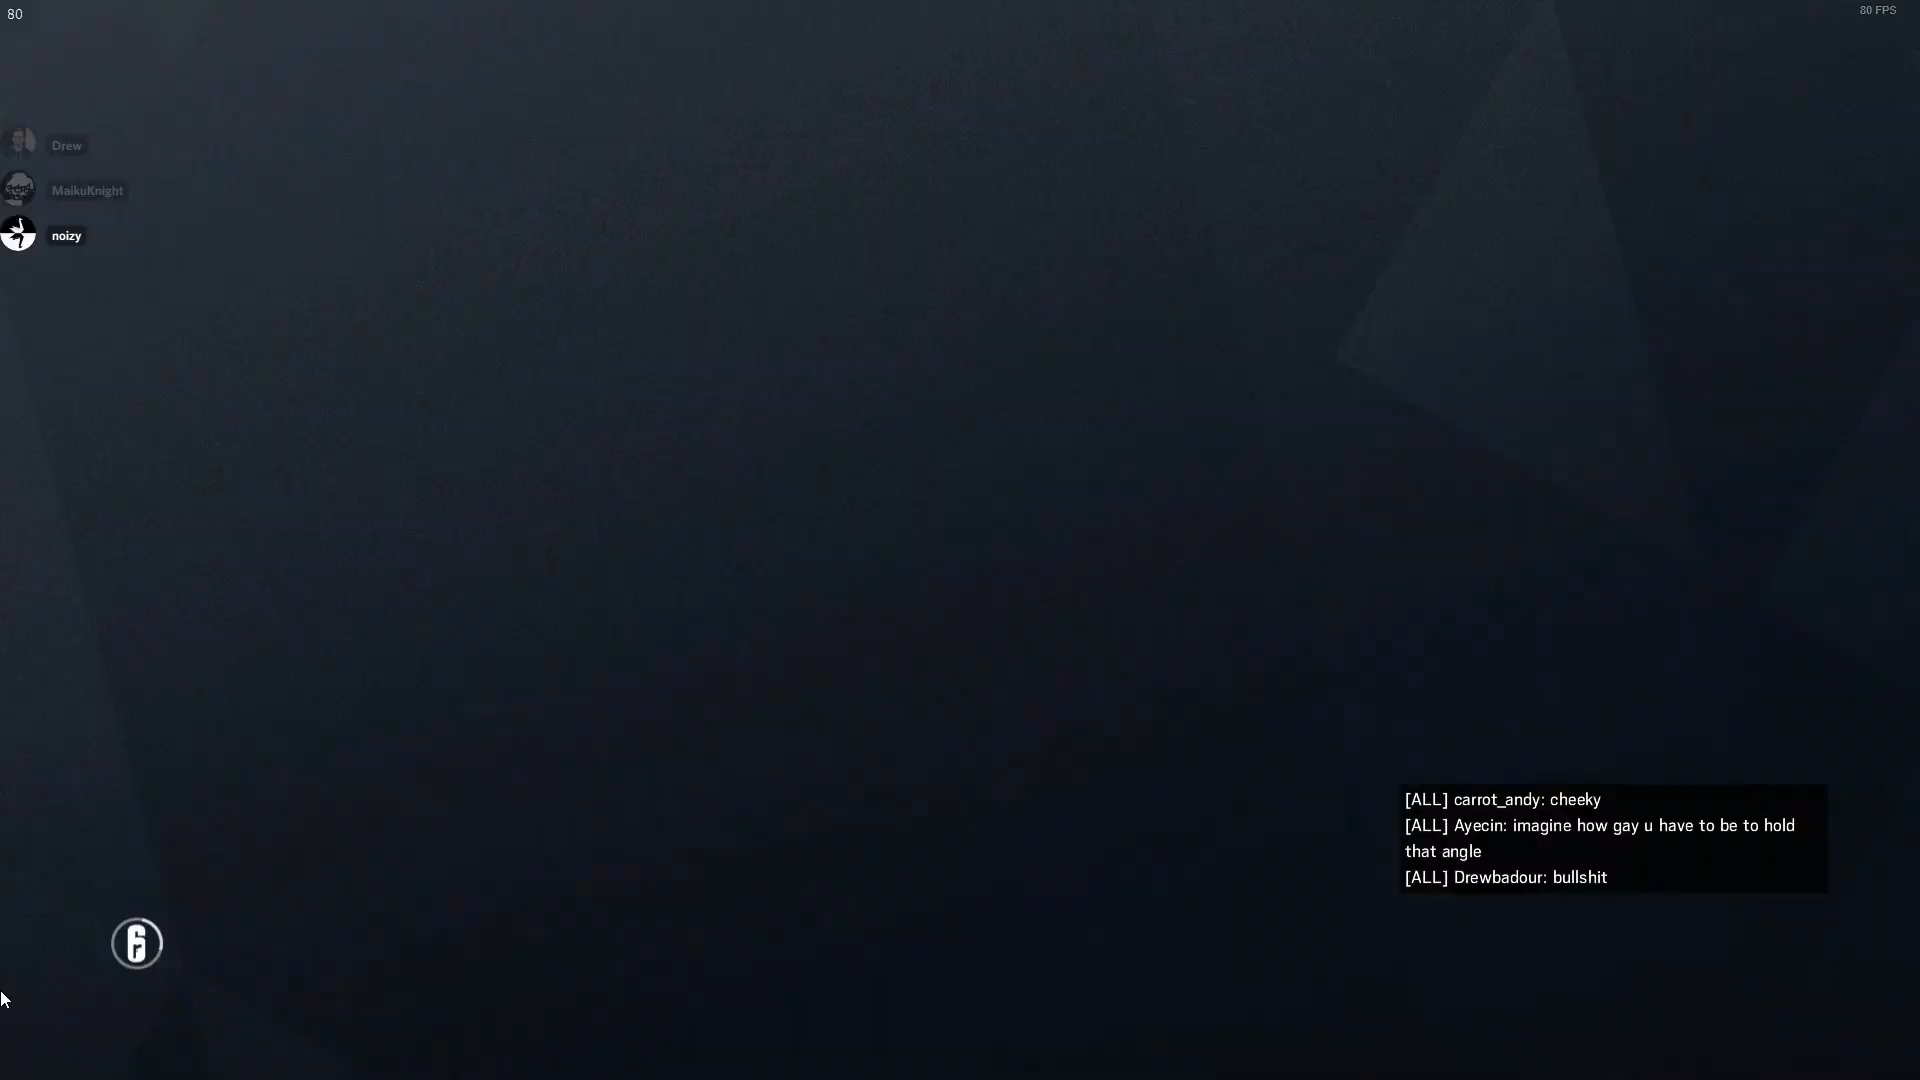 80
80 FPS
Drew
MaikuKnight
noizy
[ALL] carrot_andy: cheeky
[ALL] Ayecin: imagine how gay u have to be to hold
that angle
[ALL] Drewbadour: bullshit
6